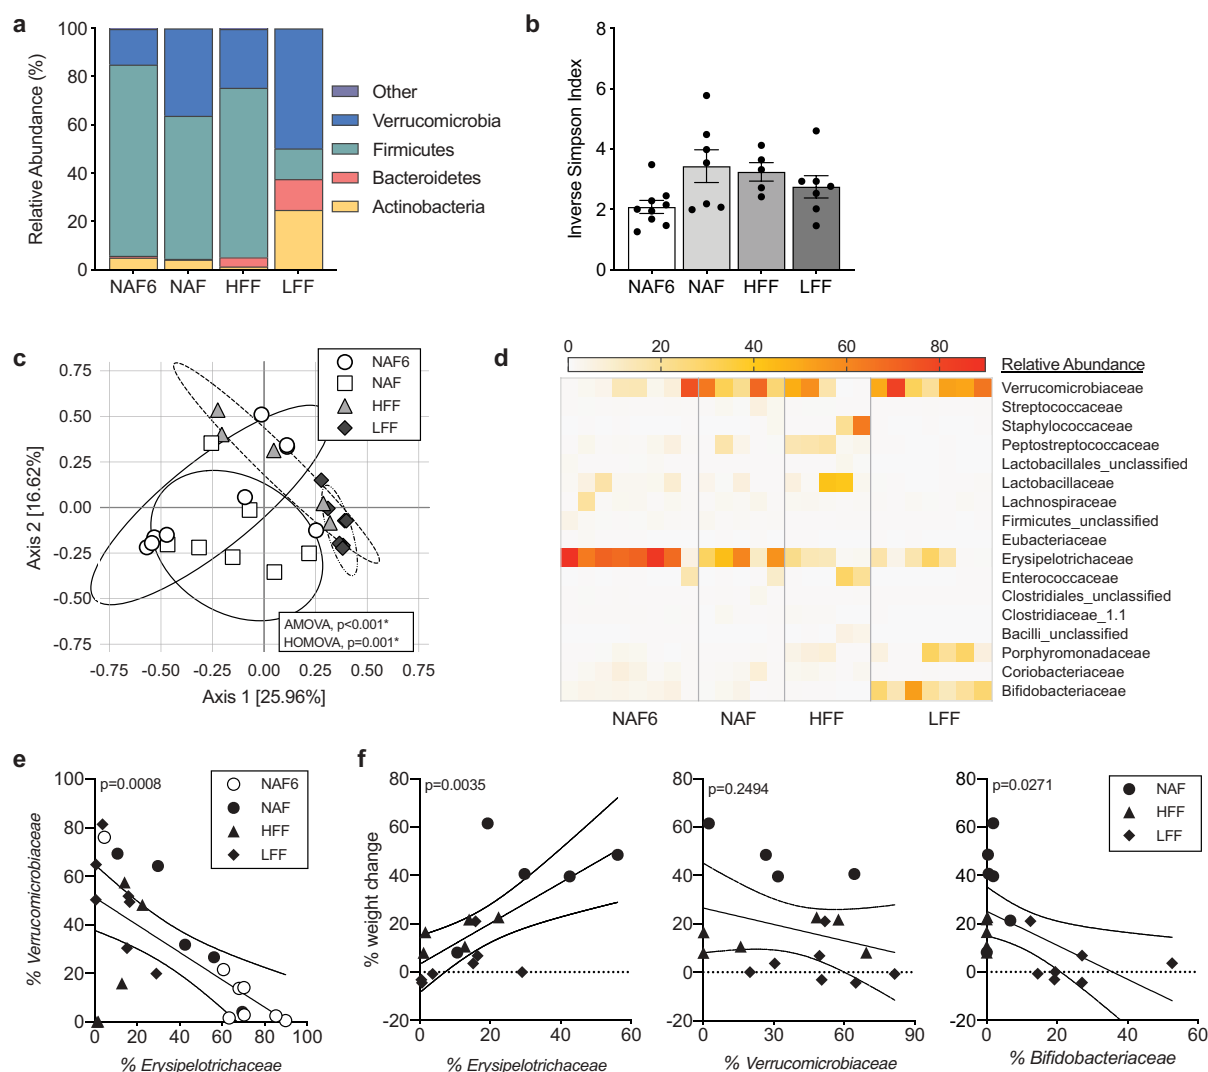 a
Relative Abundance (%)
100
80
60
40
20
0
NAF6 NAF HFF LFF
Other
Verrucomicrobia
Firmicutes
Bacteroidetes
Actinobacteria
b
Inverse Simpson Index
8
6
4
2
0
NAF6 NAF HFF LFF
c
Axis 2 [16.62%]
0.75
0.50
0.25
0.00
-0.25
-0.50
-0.75
-0.75 -0.50 -0.25 0.00 0.25 0.50 0.75
Axis 1 [25.96%]
NAF6
NAF
HFF
LFF
AMOVA, p<0.001*
HOMOVA, p=0.001*
d
0 20 40 60 80
Relative Abundance
Verrucomicrobiaceae
Streptococcaceae
Staphylococcaceae
Peptostreptococcaceae
Lactobacillales_unclassified
Lactobacillaceae
Lachnospiraceae
Firmicutes_unclassified
Eubacteriaceae
Erysipelotrichaceae
Enterococcaceae
Clostridiales_unclassified
Clostridiaceae_1.1
Bacilli_unclassified
Porphyromonadaceae
Coriobacteriaceae
Bifidobacteriaceae
NAF6 NAF HFF LFF
e
% Verrucomicrobiaceae
100
80
60
40
20
0
0 20 40 60 80 100
% Erysipelotrichaceae
p=0.0008
NAF6
NAF
HFF
LFF
f
% weight change
80
60
40
20
0
-20
0 20 40 60
% Erysipelotrichaceae
p=0.0035
80
60
40
20
0
-20
0 30 60 90
% Verrucomicrobiaceae
p=0.2494
80
60
40
20
0
-20
0 20 40 60
% Bifidobacteriaceae
p=0.0271
NAF
HFF
LFF